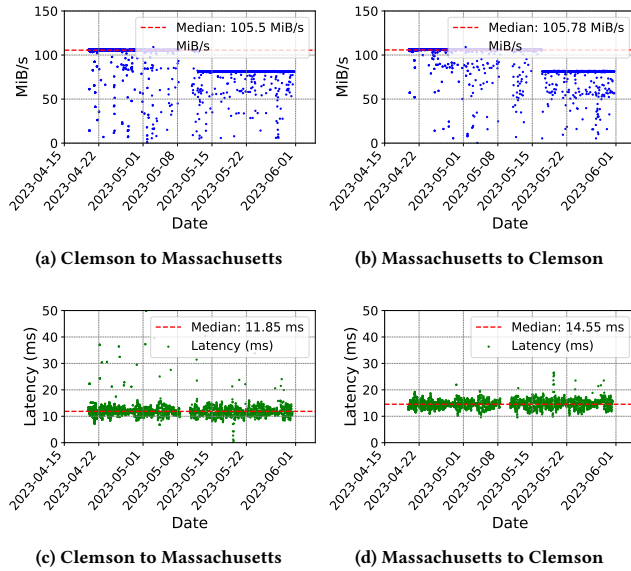 150
100
50
0
MiB/s
Median: 105.5 MiB/s
MiB/s
2023-04-15
2023-04-22
2023-05-01
2023-05-08
2023-05-15
2023-05-22
2023-06-01
Date
(a) Clemson to Massachusetts
150
100
50
0
MiB/s
Median: 105.78 MiB/s
MiB/s
2023-04-15
2023-04-22
2023-05-01
2023-05-08
2023-05-15
2023-05-22
2023-06-01
Date
(b) Massachusetts to Clemson
50
40
30
20
10
0
Latency (ms)
Median: 11.85 ms
Latency (ms)
2023-04-15
2023-04-22
2023-05-01
2023-05-08
2023-05-15
2023-05-22
2023-06-01
Date
(c) Clemson to Massachusetts
50
40
30
20
10
0
Latency (ms)
Median: 14.55 ms
Latency (ms)
2023-04-15
2023-04-22
2023-05-01
2023-05-08
2023-05-15
2023-05-22
2023-06-01
Date
(d) Massachusetts to Clemson